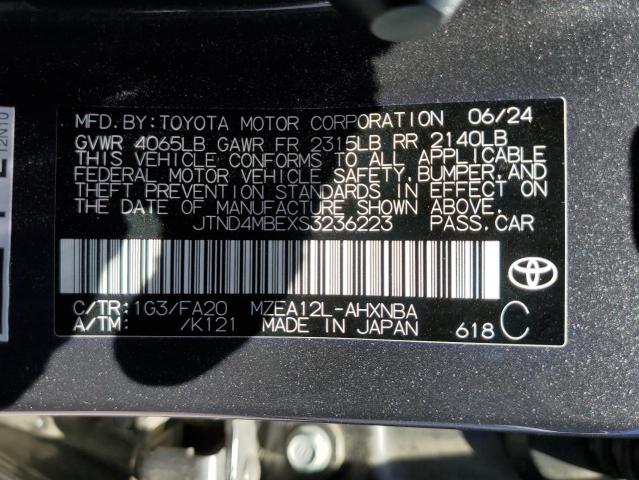 MFD.BY:TOYOTA MOTOR CORPORATION 06/24
GVWR 4065LB GAWR FR 2315LB RR 2140LB
THIS VEHICLE CONFORMS TO ALL APPLICABLE
FEDERAL MOTOR VEHICLE SAFETY,BUMPER,AND
THEFT PREVENTION STANDARDS IN EFFECT ON
THE DATE OF MANUFACTURE SHOWN ABOVE.
JTND4MBEXS3236223 PASS.CAR
C/TR:1G3/FA20 MZEA12L-AHXNBA
A/TM: /K121 MADE IN JAPAN 618 C
12N10